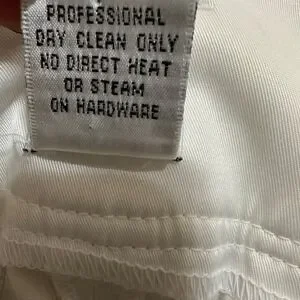 PROFESSIONAL
DRY CLEAN ONLY
NO DIRECT HEAT
OR STEAM
ON HARDWARE